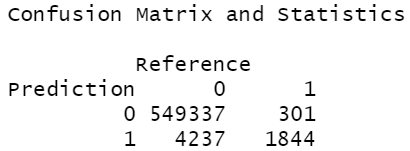 Confusion Matrix and Statistics
Reference
Prediction 0 1
0 549337 301
1 4237 1844